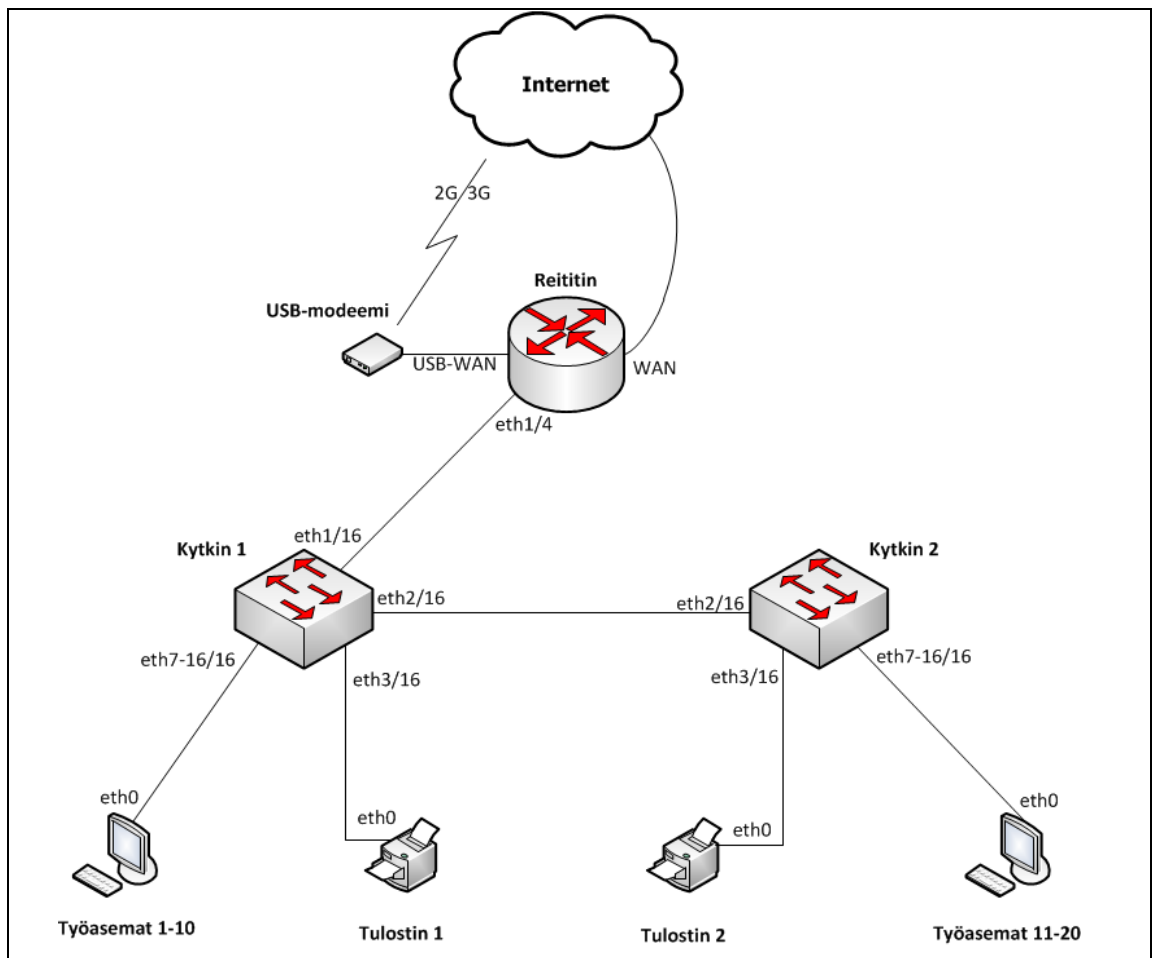 Internet
2G 3G
Reititin
USB-modeemi
USB-WAN
WAN
eth1/4
eth1/16
Kytkin 1
Kytkin 2
eth2/16
eth2/16
eth7-16/16
eth3/16
eth3/16
eth7-16/16
eth0
eth0
eth0
eth0
Työasemat 1-10
Tulostin 1
Tulostin 2
Työasemat 11-20